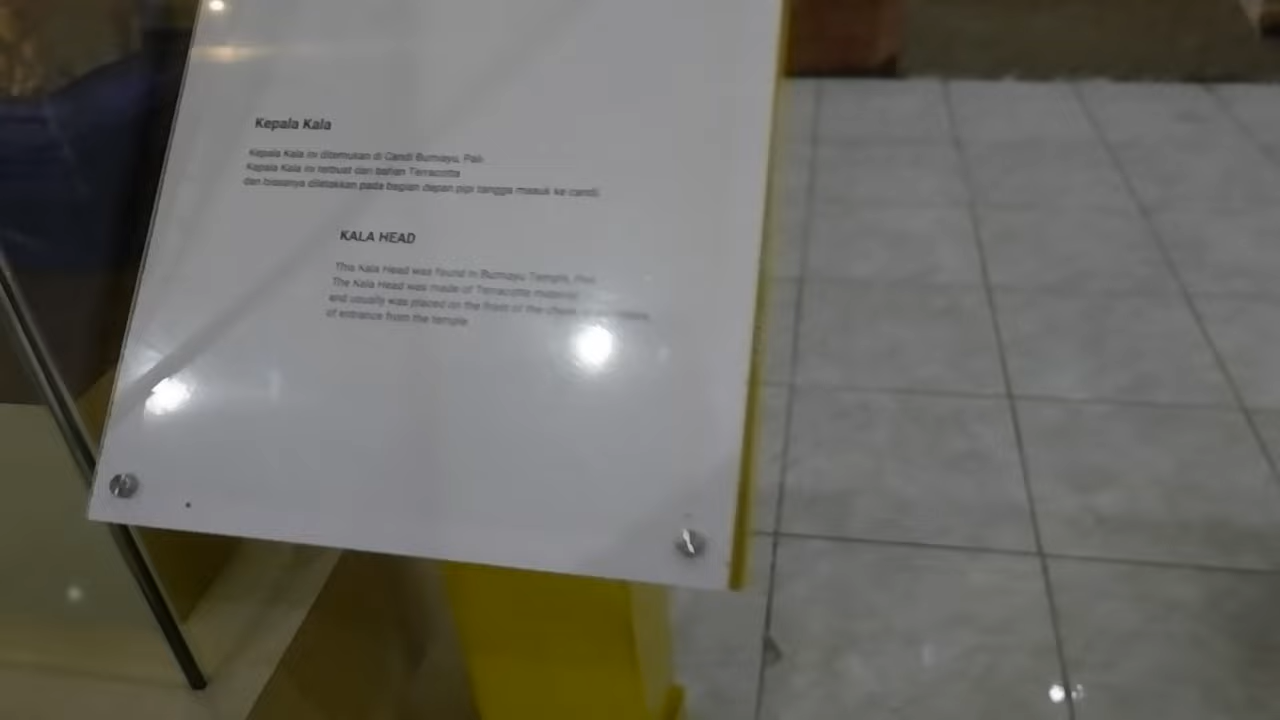 Kepala Kala
Kepala Kala ini ditemukan di Candi Bumiayu, Pali.
Kepala Kala ini terbuat dari bahan Terracotta
dan biasanya diletakkan pada bagian depan pipi tangga masuk ke candi.
KALA HEAD
This Kala Head was found in Bumiayu Temple, Pali.
The Kala Head was made of Terracotta material
and usually was placed on the front of the cheek
of entrance from the temple.